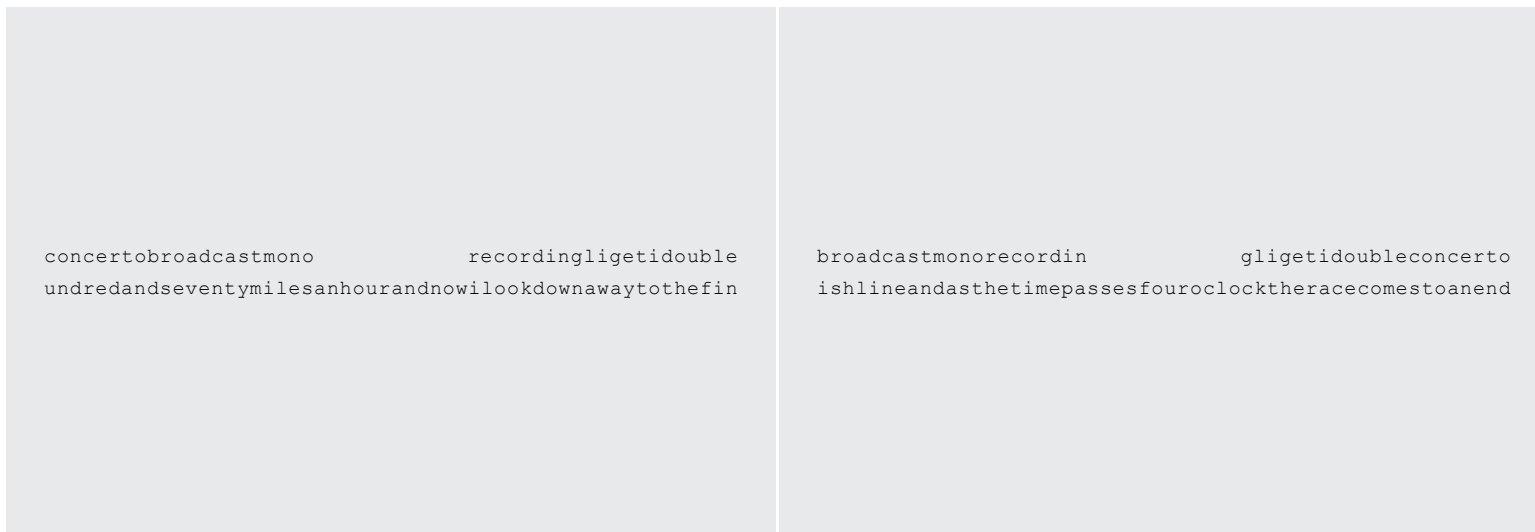 concertobroadcastmono recordingligetidouble
undredandseventymilesanhourandnowilookdownawaytothefin
broadcastmonorecordin gligetidoubleconcerto
ishlineandasthetimepassesfouroclocktheracecomestoanend